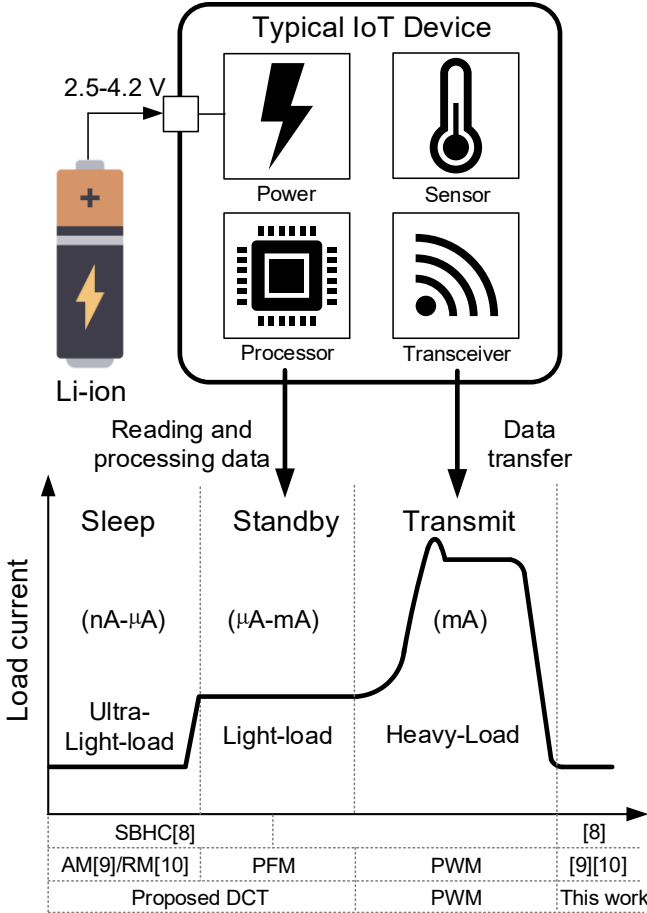 Typical IoT Device
2.5-4.2 V
Power
Sensor
Processor
Transceiver
Li-ion
Reading and
processing data
Data
transfer
Load current
Sleep
Standby
Transmit
(nA-μA)
(μA-mA)
(mA)
Ultra-
Light-load
Light-load
Heavy-Load
SBHC[8]
[8]
AM[9]/RM[10]
PFM
PWM
[9][10]
Proposed DCT
PWM
This work